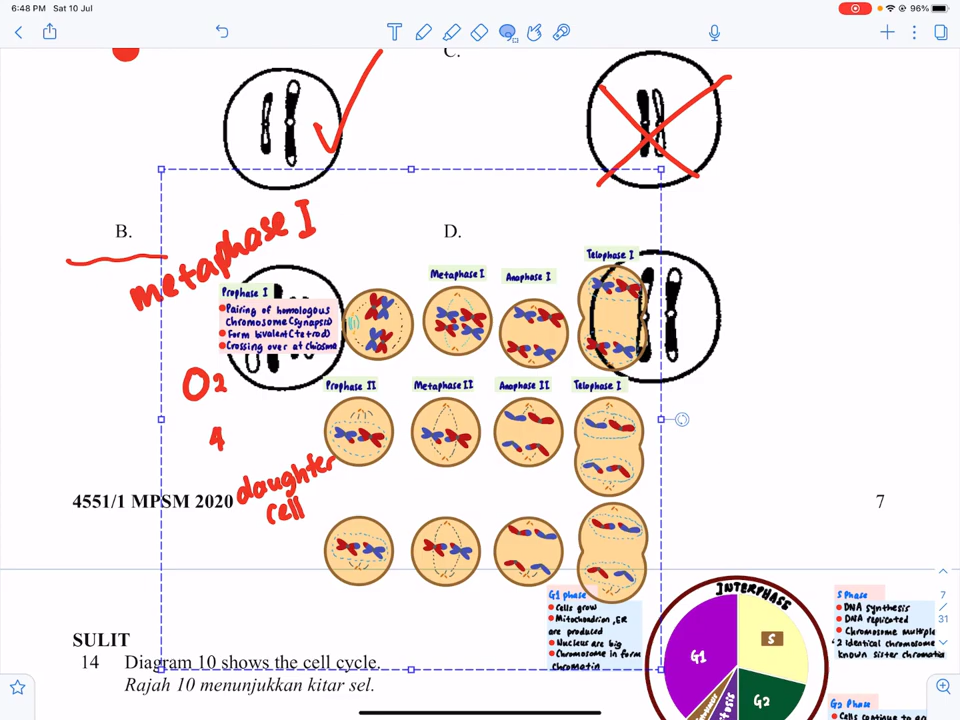 6:48 PM Sat 10 Jul
96%
C.
B.
D.
metaphase I
Prophase I
Pairing of homologous
Chromosome (synapsis)
Form bivalent (tetrad)
Crossing over at chiasma
Metaphase I
Anaphase I
Telophase I
O2
4
daughter
cell
Prophase II
Metaphase II
Anaphase II
Telophase I
4551/1 MPSM 2020
7
SULIT
14 Diagram 10 shows the cell cycle.
Rajah 10 menunjukkan kitar sel.
G1 phase
Cells grow
Mitochondrion, ER
are produced
Nucleus are big
Chromosome in form
chromatin
INTERPHASE
G1
S
G2
S Phase
DNA synthesis
DNA replicated
Chromosome multiple
2 identical chromosome
known sister chromatis
7
/
31
G2 Phase